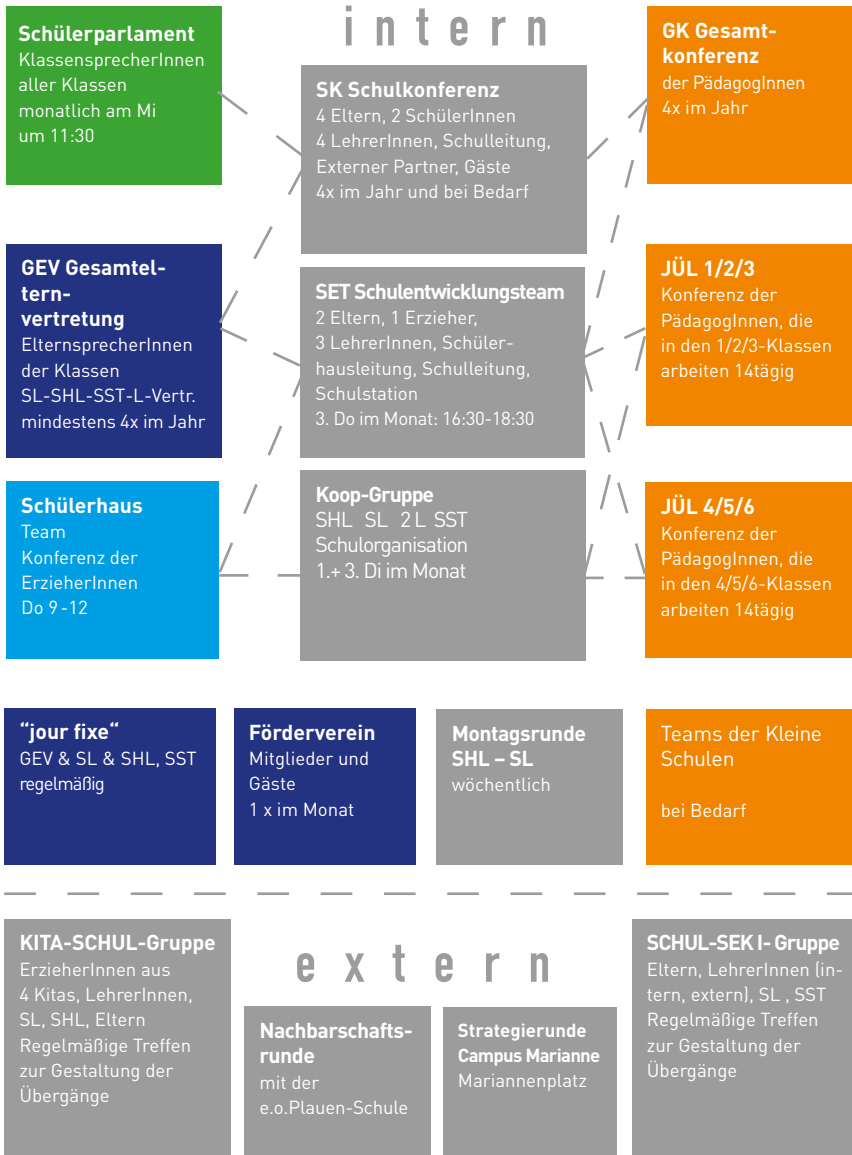 intern
Schülerparlament
KlassensprecherInnen
aller Klassen
monatlich am Mi
um 11:30
SK Schulkonferenz
4 Eltern, 2 SchülerInnen
4 LehrerInnen, Schulleitung,
Externer Partner, Gäste
4x im Jahr und bei Bedarf
GK Gesamt-
konferenz
der PädagogInnen
4x im Jahr
GEV Gesamtel-
tern-
vertretung
ElternsprecherInnen
der Klassen
SL-SHL-SST-L-Vertr.
mindestens 4x im Jahr
SET Schulentwicklungsteam
2 Eltern, 1 Erzieher,
3 LehrerInnen, Schüler-
hausleitung, Schulleitung,
Schulstation
3. Do im Monat: 16:30-18:30
JÜL 1/2/3
Konferenz der
PädagogInnen, die
in den 1/2/3-Klassen
arbeiten 14tägig
Schülerhaus
Team
Konferenz der
ErzieherInnen
Do 9-12
Koop-Gruppe
SHL SL 2 L SST
Schulorganisation
1.+ 3. Di im Monat
JÜL 4/5/6
Konferenz der
PädagogInnen, die
in den 4/5/6-Klassen
arbeiten 14tägig
“jour fixe“
GEV & SL & SHL, SST
regelmäßig
Förderverein
Mitglieder und
Gäste
1 x im Monat
Montagsrunde
SHL – SL
wöchentlich
Teams der Kleine
Schulen
bei Bedarf
extern
KITA-SCHUL-Gruppe
ErzieherInnen aus
4 Kitas, LehrerInnen,
SL, SHL, Eltern
Regelmäßige Treffen
zur Gestaltung der
Übergänge
Nachbarschafts-
runde
mit der
e.o.Plauen-Schule
Strategierunde
Campus Marianne
Mariannenplatz
SCHUL-SEK I- Gruppe
Eltern, LehrerInnen (in-
tern, extern), SL , SST
Regelmäßige Treffen
zur Gestaltung der
Übergänge